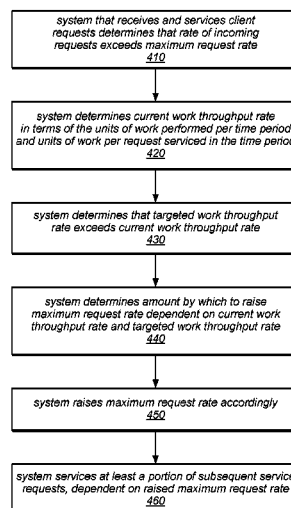 system that receives and services client
requests determines that rate of incoming
requests exceeds maximum request rate
410
system determines current work throughput rate
in terms of the units of work performed per time period
and units of work per request serviced in the time period
420
system determines that targeted work throughput
rate exceeds current work throughput rate
430
system determines amount by which to raise
maximum request rate dependent on current work
throughput rate and targeted work throughput rate
440
system raises maximum request rate accordingly
450
system services at least a portion of subsequent service
requests, dependent on raised maximum request rate
460